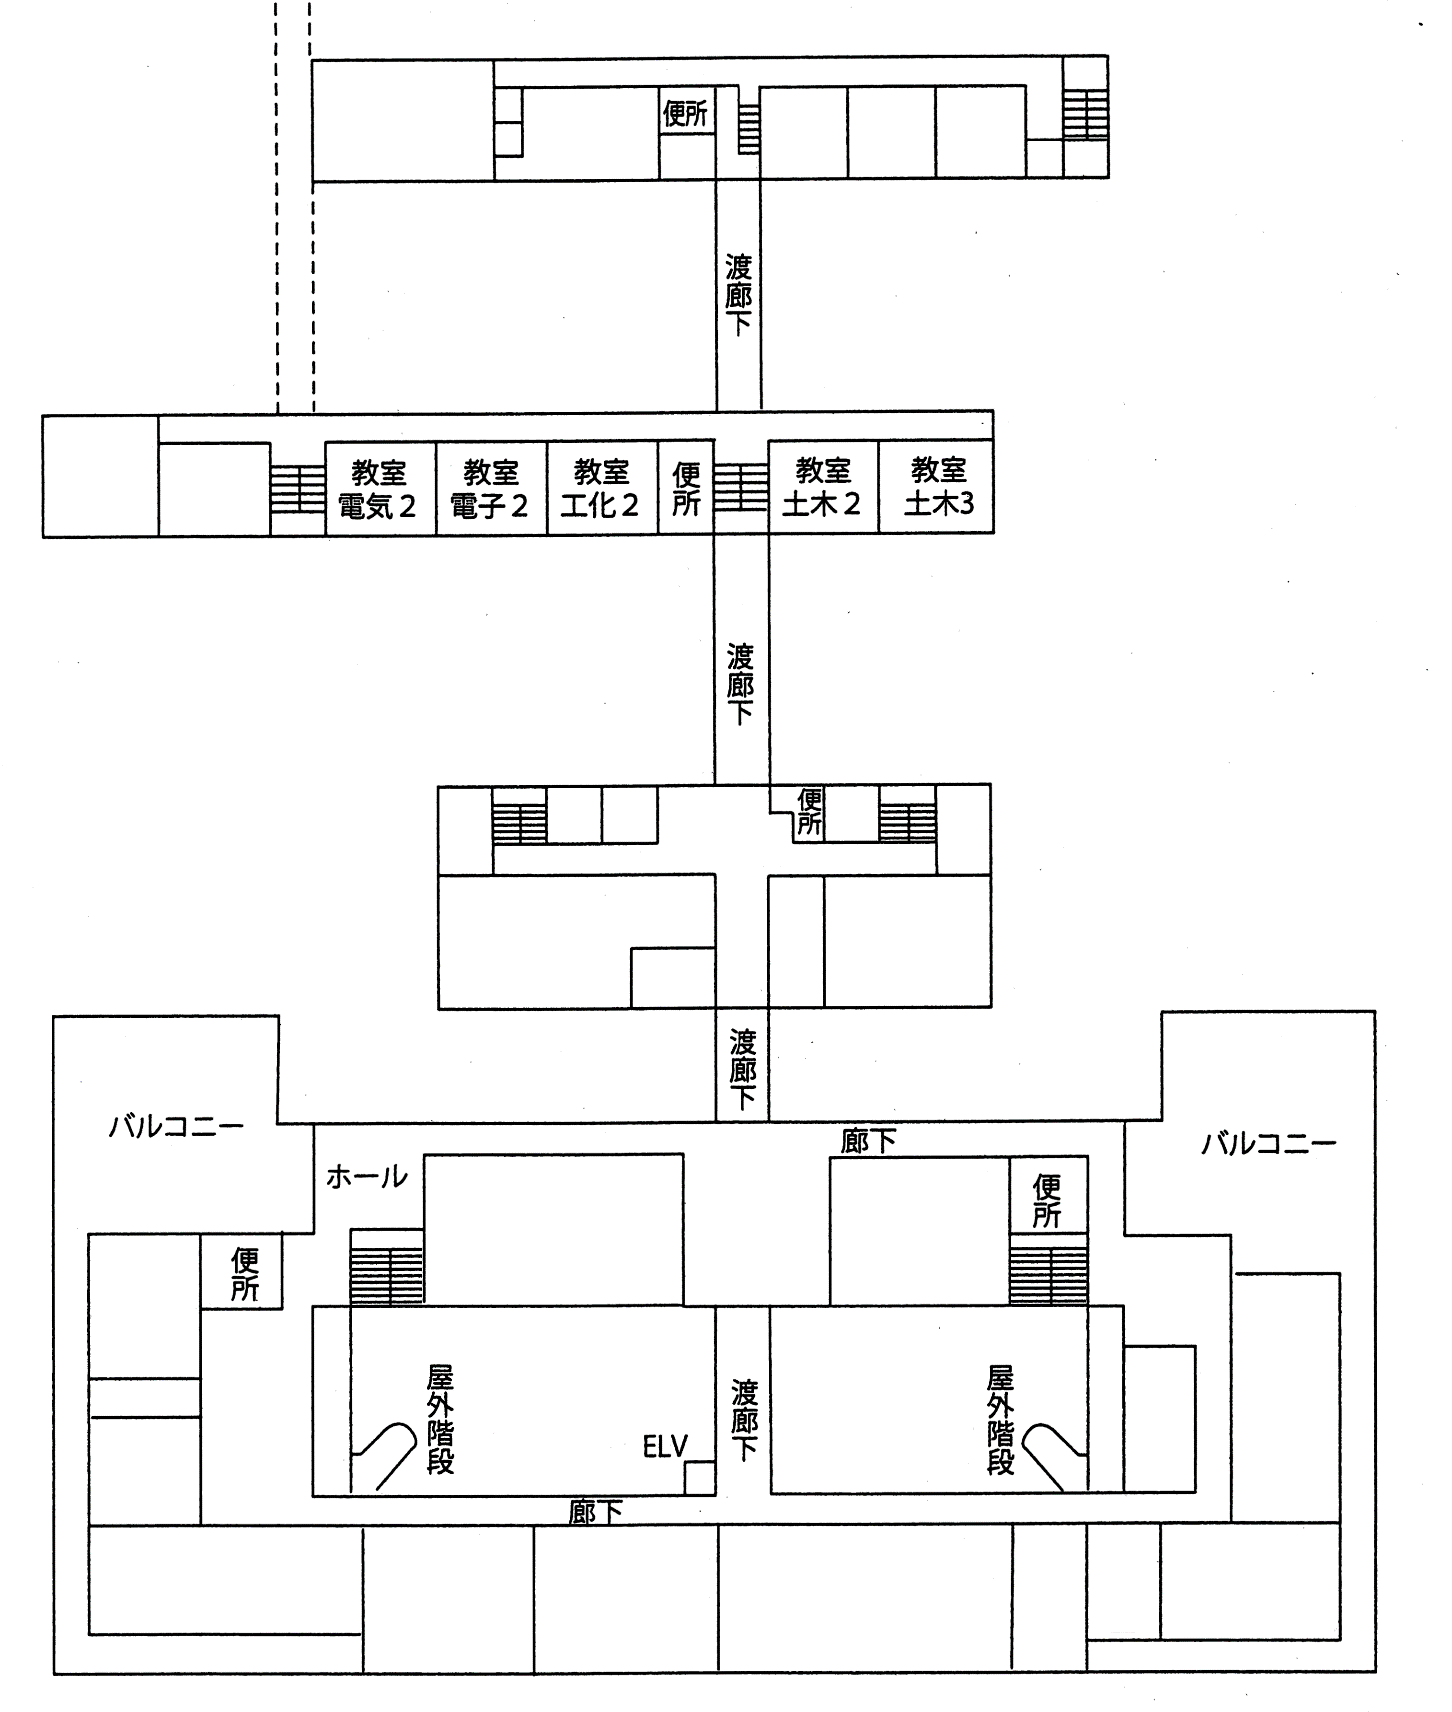 便所
渡廊下
教室
電気2
教室
電子2
教室
工化2
便所
教室
土木2
教室
土木3
渡廊下
便所
渡廊下
バルコニー
廊下
バルコニー
ホール
便所
便所
屋外階段
渡廊下
屋外階段
ELV
廊下